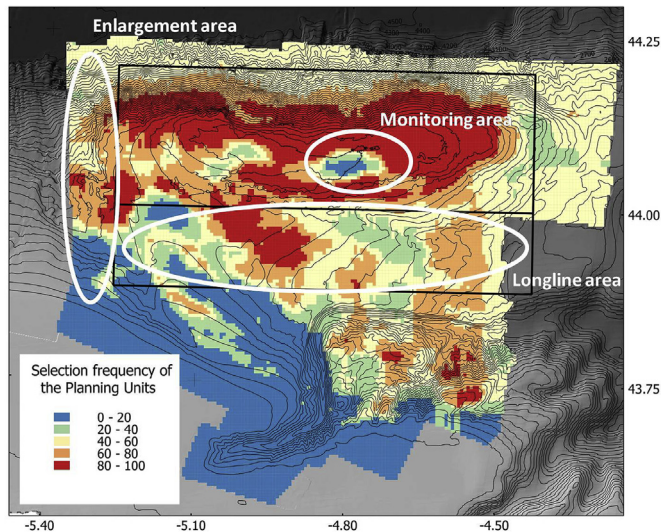 Enlargement area
44.25
Monitoring area
44.00
Longline area
Selection frequency of
the Planning Units
0 - 20
20 - 40
40 - 60
60 - 80
80 - 100
43.75
-5.40
-5.10
-4.80
-4.50